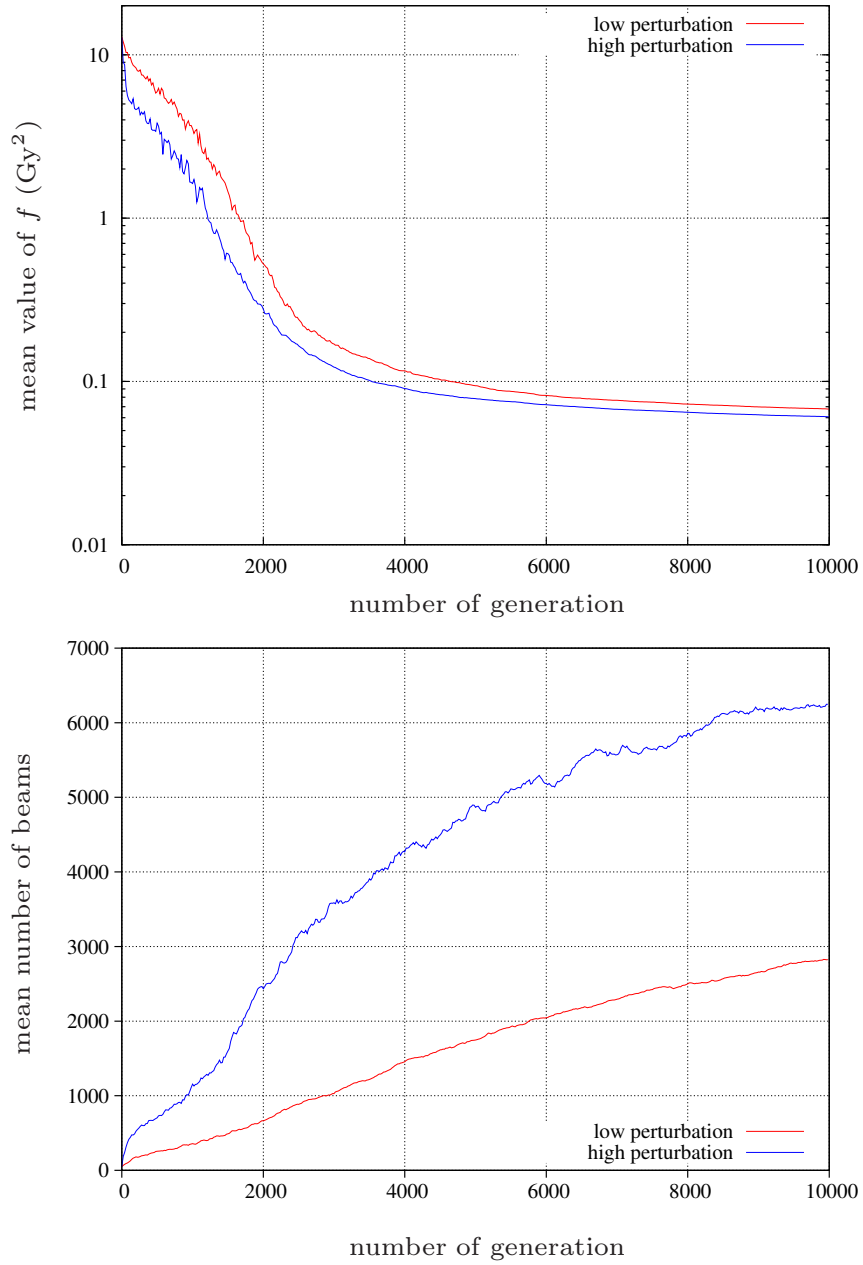 low perturbation
high perturbation
10
1
0.1
0.01
mean value of f (Gy²)
0 2000 4000 6000 8000 10000
number of generation
7000
6000
5000
4000
3000
2000
1000
0
mean number of beams
low perturbation
high perturbation
0 2000 4000 6000 8000 10000
number of generation